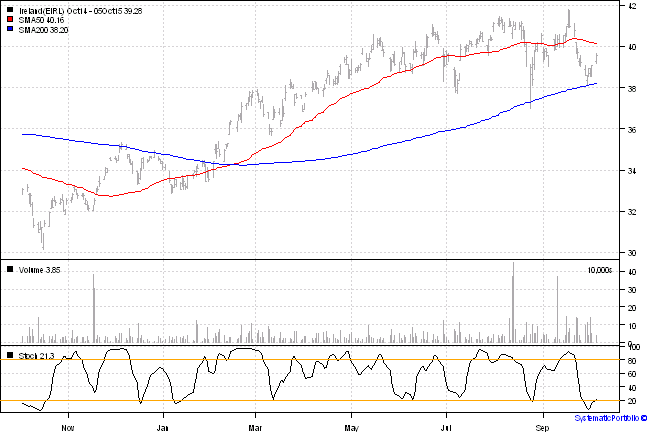 Ireland(EIRL) Oct14 - 05Oct15 39.28
SMA50 40.16
SMA200 38.20
42
40
38
36
34
32
30
Volume 3.85
10,000s
40
30
20
10
0
Stoch 21.3
100
80
60
40
20
Nov Jan Mar May Jul Sep
SystematicPortfolio ©